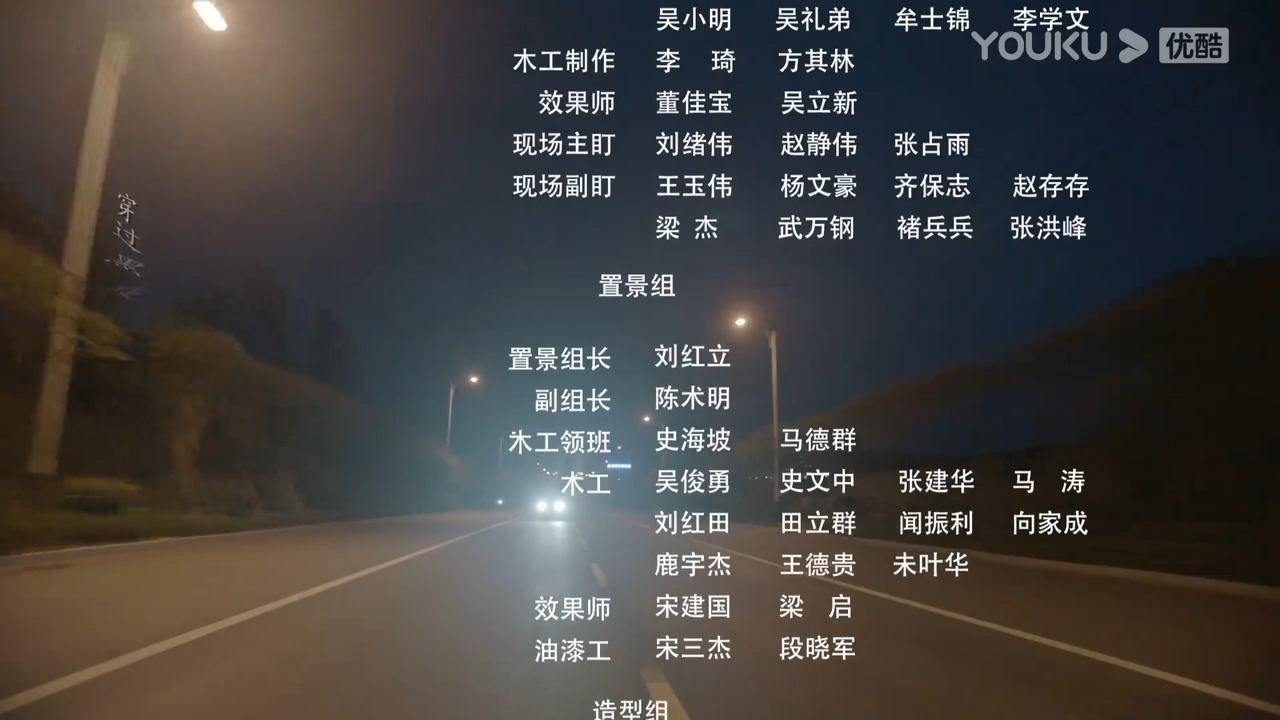 吴小明 吴礼弟 牟士锦 李学文
YOUKU 优酷
木工制作 李 琦 方其林
效果师 董佳宝 吴立新
现场主盯 刘绪伟 赵静伟 张占雨
现场副盯 王玉伟 杨文豪 齐保志 赵存存
梁 杰 武万钢 褚兵兵 张洪峰
穿过
置景组
置景组长 刘红立
副组长 陈术明
木工领班 史海坡 马德群
木工 吴俊勇 史文中 张建华 马 涛
刘红田 田立群 闻振利 向家成
鹿宇杰 王德贵 未叶华
效果师 宋建国 梁 启
油漆工 宋三杰 段晓军
造型组